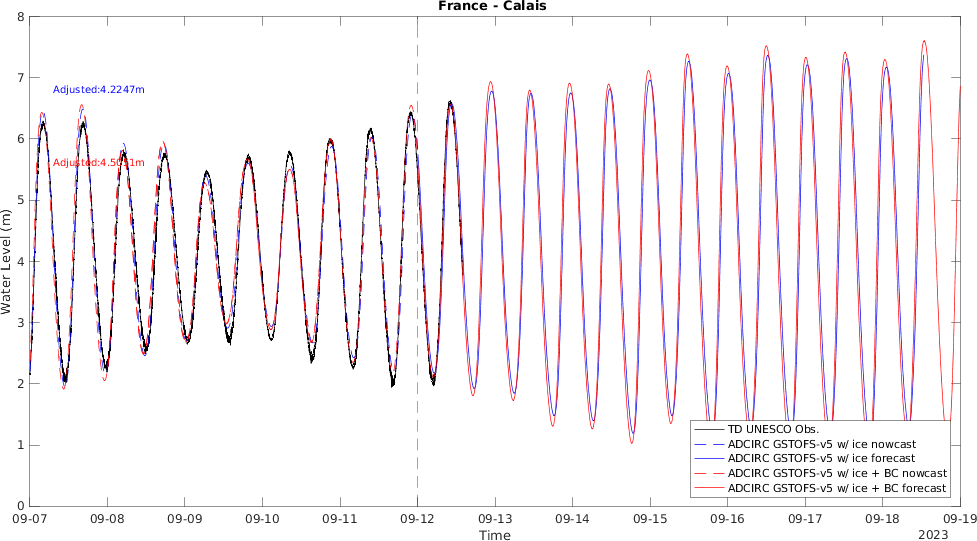 France - Calais
8
7
6
5
4
3
2
1
0
Water Level (m)
Adjusted:4.2247m
Adjusted:4.5051m
TD UNESCO Obs.
ADCIRC GSTOFS-v5 w/ ice nowcast
ADCIRC GSTOFS-v5 w/ ice forecast
ADCIRC GSTOFS-v5 w/ ice + BC nowcast
ADCIRC GSTOFS-v5 w/ ice + BC forecast
09-07 09-08 09-09 09-10 09-11 09-12 09-13 09-14 09-15 09-16 09-17 09-18 09-19
Time
2023